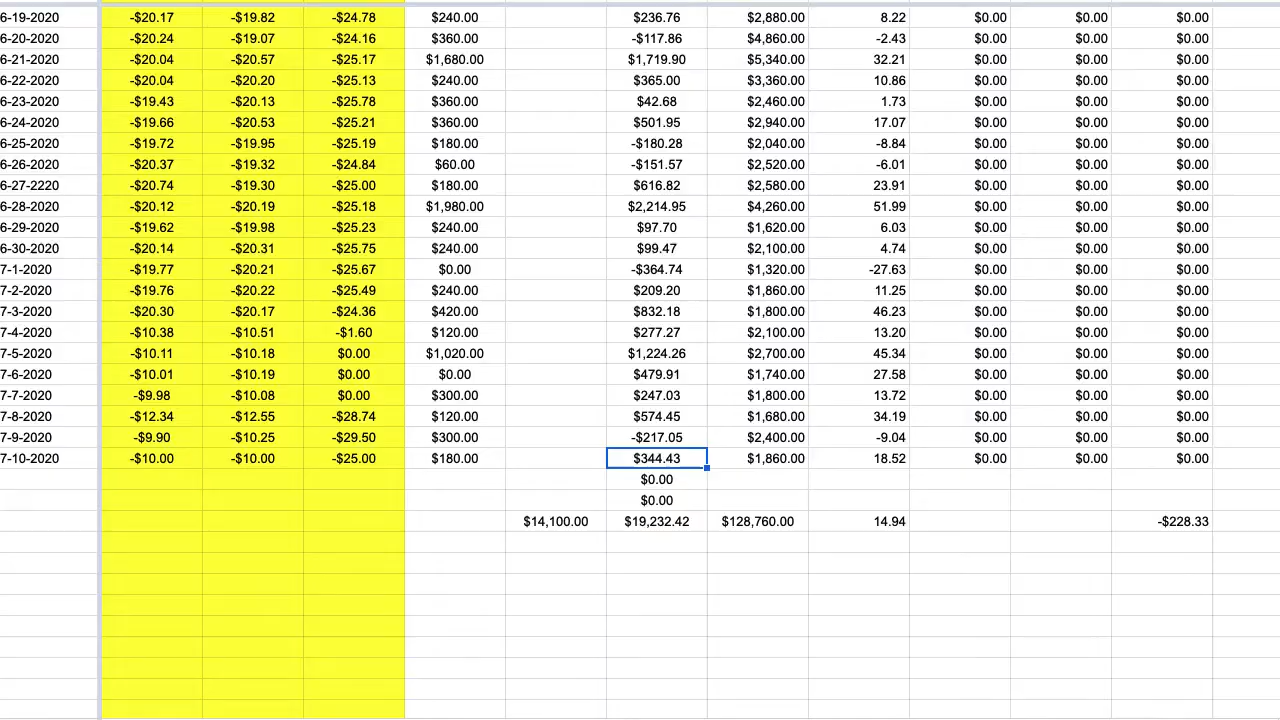 6-19-2020 -$20.17 -$19.82 -$24.78 $240.00 $236.76 $2,880.00 8.22 $0.00 $0.00 $0.00
6-20-2020 -$20.24 -$19.07 -$24.16 $360.00 -$117.86 $4,860.00 -2.43 $0.00 $0.00 $0.00
6-21-2020 -$20.04 -$20.57 -$25.17 $1,680.00 $1,719.90 $5,340.00 32.21 $0.00 $0.00 $0.00
6-22-2020 -$20.04 -$20.20 -$25.13 $240.00 $365.00 $3,360.00 10.86 $0.00 $0.00 $0.00
6-23-2020 -$19.43 -$20.13 -$25.78 $360.00 $42.68 $2,460.00 1.73 $0.00 $0.00 $0.00
6-24-2020 -$19.66 -$20.53 -$25.21 $360.00 $501.95 $2,940.00 17.07 $0.00 $0.00 $0.00
6-25-2020 -$19.72 -$19.95 -$25.19 $180.00 -$180.28 $2,040.00 -8.84 $0.00 $0.00 $0.00
6-26-2020 -$20.37 -$19.32 -$24.84 $60.00 -$151.57 $2,520.00 -6.01 $0.00 $0.00 $0.00
6-27-2220 -$20.74 -$19.30 -$25.00 $180.00 $616.82 $2,580.00 23.91 $0.00 $0.00 $0.00
6-28-2020 -$20.12 -$20.19 -$25.18 $1,980.00 $2,214.95 $4,260.00 51.99 $0.00 $0.00 $0.00
6-29-2020 -$19.62 -$19.98 -$25.23 $240.00 $97.70 $1,620.00 6.03 $0.00 $0.00 $0.00
6-30-2020 -$20.14 -$20.31 -$25.75 $240.00 $99.47 $2,100.00 4.74 $0.00 $0.00 $0.00
7-1-2020 -$19.77 -$20.21 -$25.67 $0.00 -$364.74 $1,320.00 -27.63 $0.00 $0.00 $0.00
7-2-2020 -$19.76 -$20.22 -$25.49 $240.00 $209.20 $1,860.00 11.25 $0.00 $0.00 $0.00
7-3-2020 -$20.30 -$20.17 -$24.36 $420.00 $832.18 $1,800.00 46.23 $0.00 $0.00 $0.00
7-4-2020 -$10.38 -$10.51 -$1.60 $120.00 $277.27 $2,100.00 13.20 $0.00 $0.00 $0.00
7-5-2020 -$10.11 -$10.18 $0.00 $1,020.00 $1,224.26 $2,700.00 45.34 $0.00 $0.00 $0.00
7-6-2020 -$10.01 -$10.19 $0.00 $0.00 $479.91 $1,740.00 27.58 $0.00 $0.00 $0.00
7-7-2020 -$9.98 -$10.08 $0.00 $300.00 $247.03 $1,800.00 13.72 $0.00 $0.00 $0.00
7-8-2020 -$12.34 -$12.55 -$28.74 $120.00 $574.45 $1,680.00 34.19 $0.00 $0.00 $0.00
7-9-2020 -$9.90 -$10.25 -$29.50 $300.00 -$217.05 $2,400.00 -9.04 $0.00 $0.00 $0.00
7-10-2020 -$10.00 -$10.00 -$25.00 $180.00 $344.43 $1,860.00 18.52 $0.00 $0.00 $0.00
$0.00
$0.00
$14,100.00 $19,232.42 $128,760.00 14.94 -$228.33